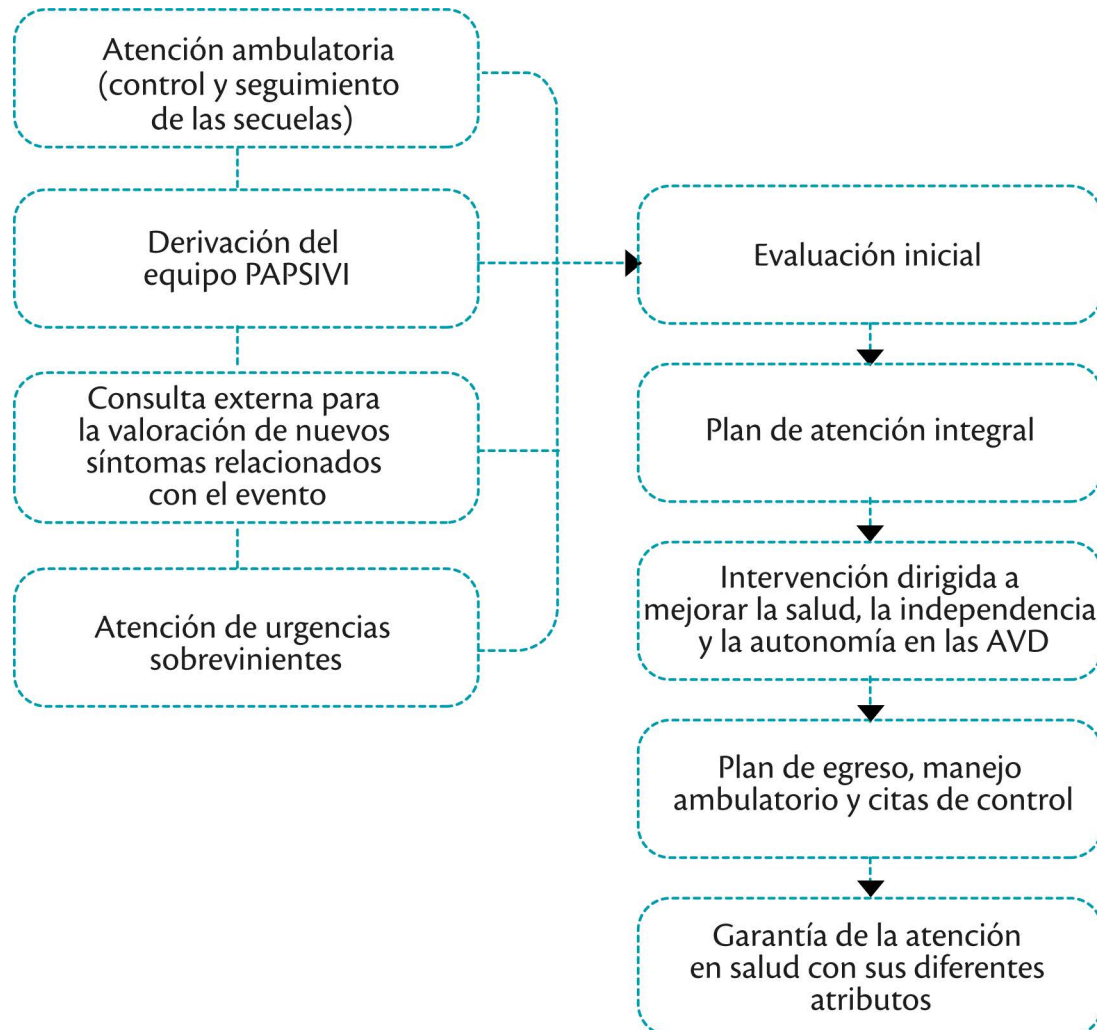 Atención ambulatoria
(control y seguimiento
de las secuelas)
Derivación del
equipo PAPSIVI
Consulta externa para
la valoración de nuevos
síntomas relacionados
con el evento
Atención de urgencias
sobrevinientes
Evaluación inicial
Plan de atención integral
Intervención dirigida a
mejorar la salud, la independencia
y la autonomía en las AVD
Plan de egreso, manejo
ambulatorio y citas de control
Garantía de la atención
en salud con sus diferentes
atributos